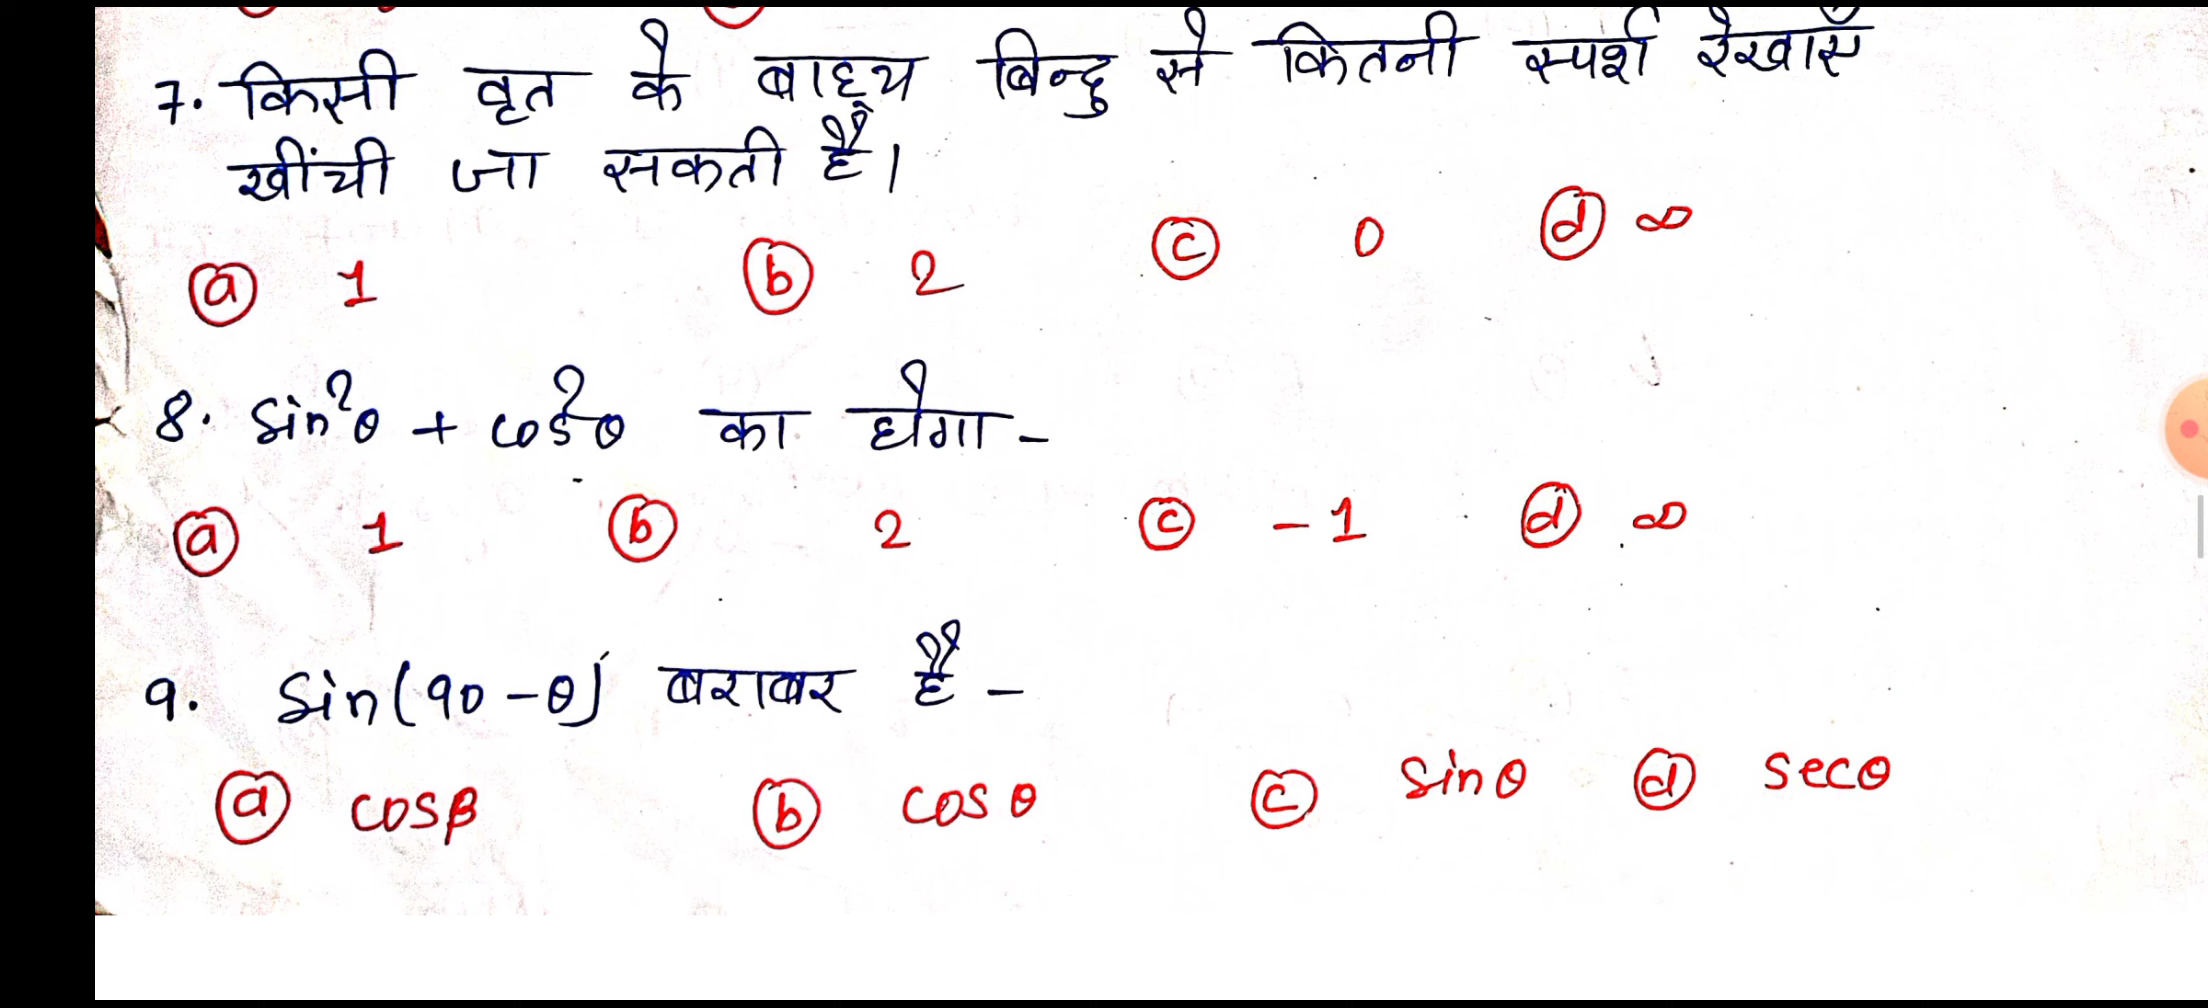 7. किसी वृत के बाह्य बिन्दु से कितनी स्पर्श रेखाएँ
खींची जा सकती है।
(a) 1 (b) 2 (c) 0 (d) ∞
8. sin²θ + cos²θ का होगा -
(a) 1 (b) 2 (c) -1 (d) ∞
9. sin(90-θ) बराबर है -
(a) cosβ (b) cosθ (c) sinθ (d) secθ